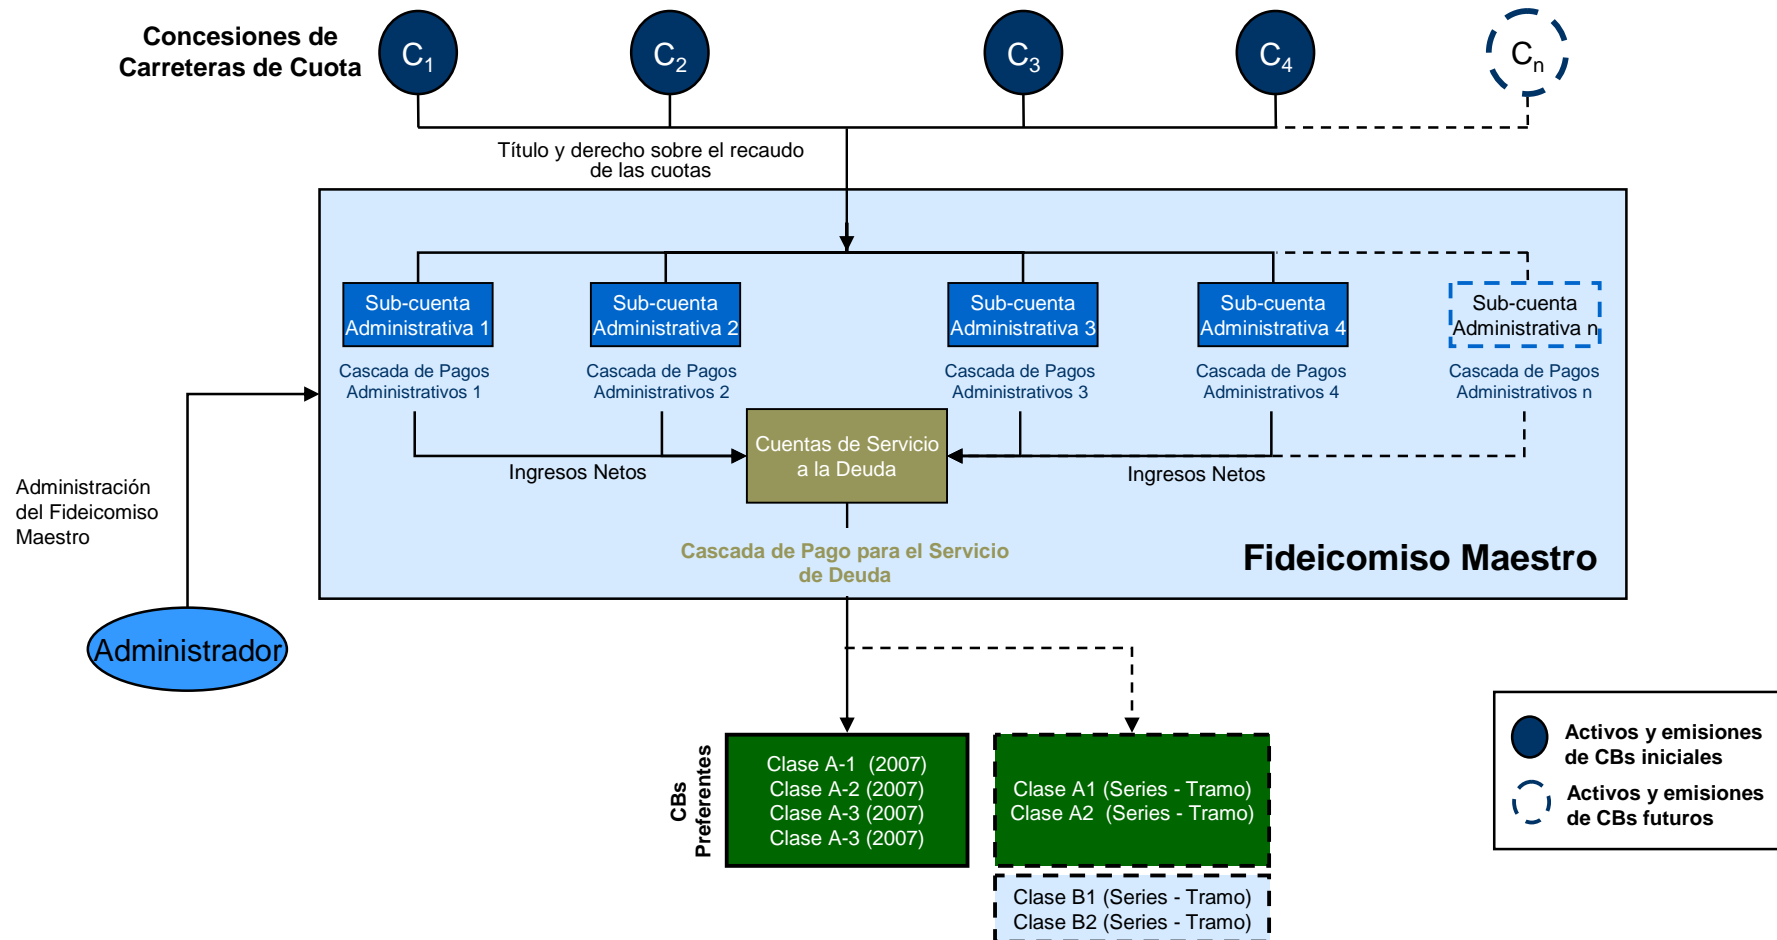 Concesiones de
Carreteras de Cuota
C1
C2
C3
C4
Cn
Título y derecho sobre el recaudo
de las cuotas
Sub-cuenta
Administrativa 1
Sub-cuenta
Administrativa 2
Sub-cuenta
Administrativa 3
Sub-cuenta
Administrativa 4
Sub-cuenta
Administrativa n
Cascada de Pagos
Administrativos 1
Cascada de Pagos
Administrativos 2
Cascada de Pagos
Administrativos 3
Cascada de Pagos
Administrativos 4
Cascada de Pagos
Administrativos n
Cuentas de Servicio
a la Deuda
Ingresos Netos
Ingresos Netos
Administración
del Fideicomiso
Maestro
Cascada de Pago para el Servicio
de Deuda
Fideicomiso Maestro
Administrador
CBs
Preferentes
Clase A-1 (2007)
Clase A-2 (2007)
Clase A-3 (2007)
Clase A-3 (2007)
Clase A1 (Series - Tramo)
Clase A2 (Series - Tramo)
Clase B1 (Series - Tramo)
Clase B2 (Series - Tramo)
Activos y emisiones
de CBs iniciales
Activos y emisiones
de CBs futuros